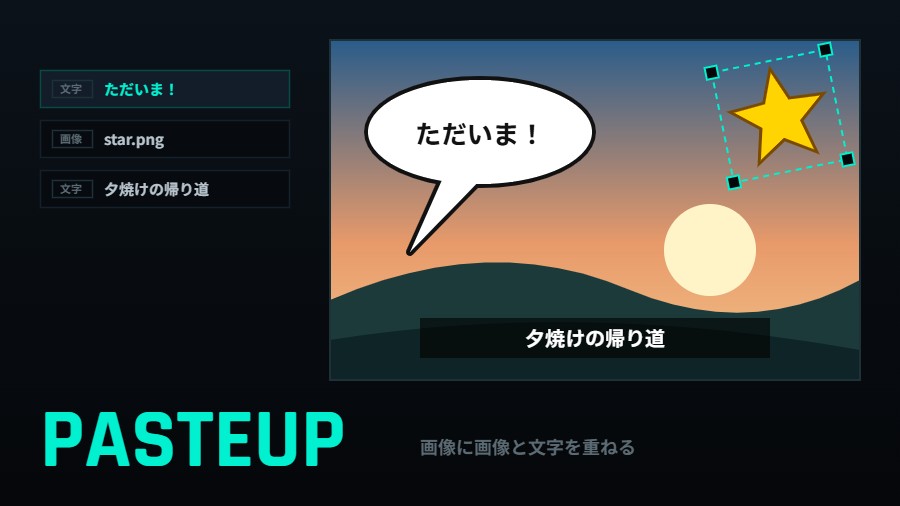 文字 ただいま！
画像 star.png
文字 夕焼けの帰り道
ただいま！
夕焼けの帰り道
PASTEUP
画像に画像と文字を重ねる